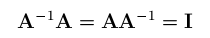 A⁻¹A = AA⁻¹ = I